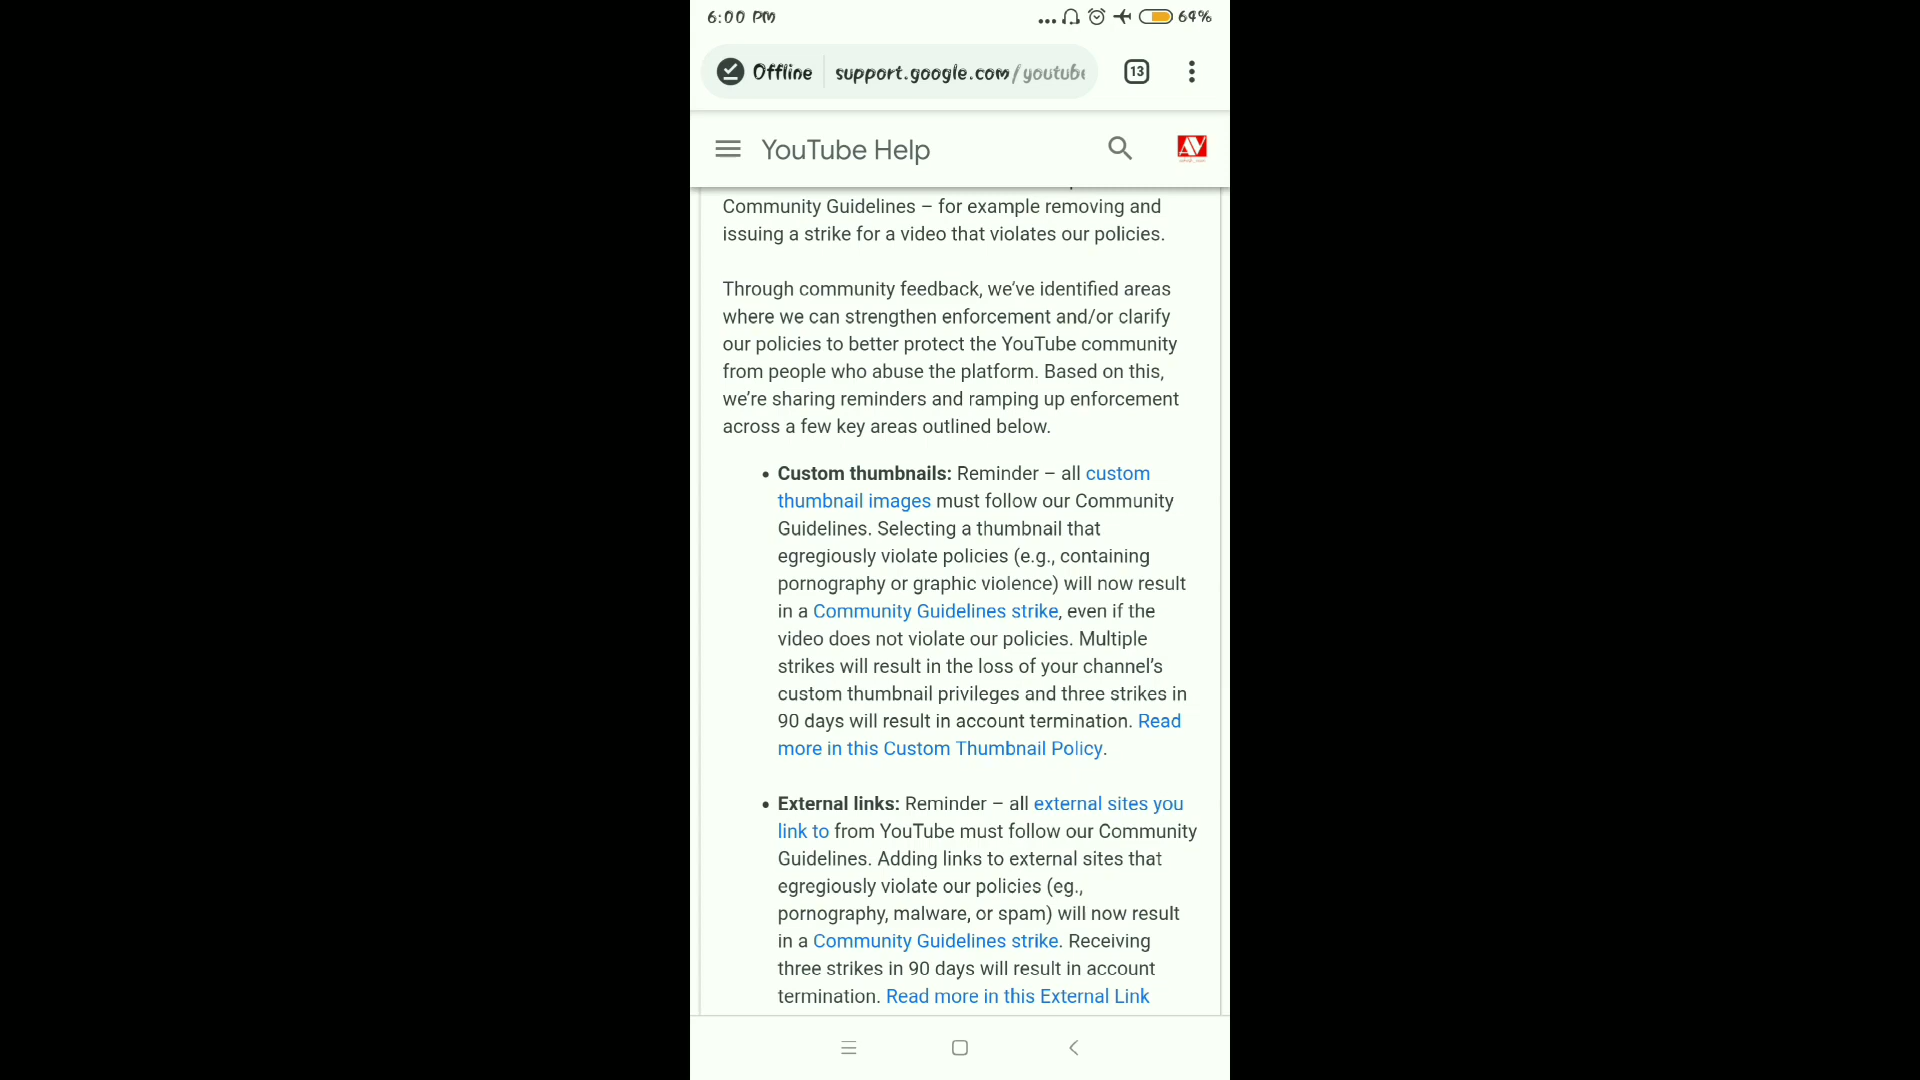 6:00 PM
64%
Offline
support.google.com/youtube
13
YouTube Help
AV
Community Guidelines – for example removing and
issuing a strike for a video that violates our policies.
Through community feedback, we’ve identified areas
where we can strengthen enforcement and/or clarify
our policies to better protect the YouTube community
from people who abuse the platform. Based on this,
we’re sharing reminders and ramping up enforcement
across a few key areas outlined below.
• Custom thumbnails: Reminder – all custom
thumbnail images must follow our Community
Guidelines. Selecting a thumbnail that
egregiously violate policies (e.g., containing
pornography or graphic violence) will now result
in a Community Guidelines strike, even if the
video does not violate our policies. Multiple
strikes will result in the loss of your channel’s
custom thumbnail privileges and three strikes in
90 days will result in account termination. Read
more in this Custom Thumbnail Policy.
• External links: Reminder – all external sites you
link to from YouTube must follow our Community
Guidelines. Adding links to external sites that
egregiously violate our policies (eg.,
pornography, malware, or spam) will now result
in a Community Guidelines strike. Receiving
three strikes in 90 days will result in account
termination. Read more in this External Link